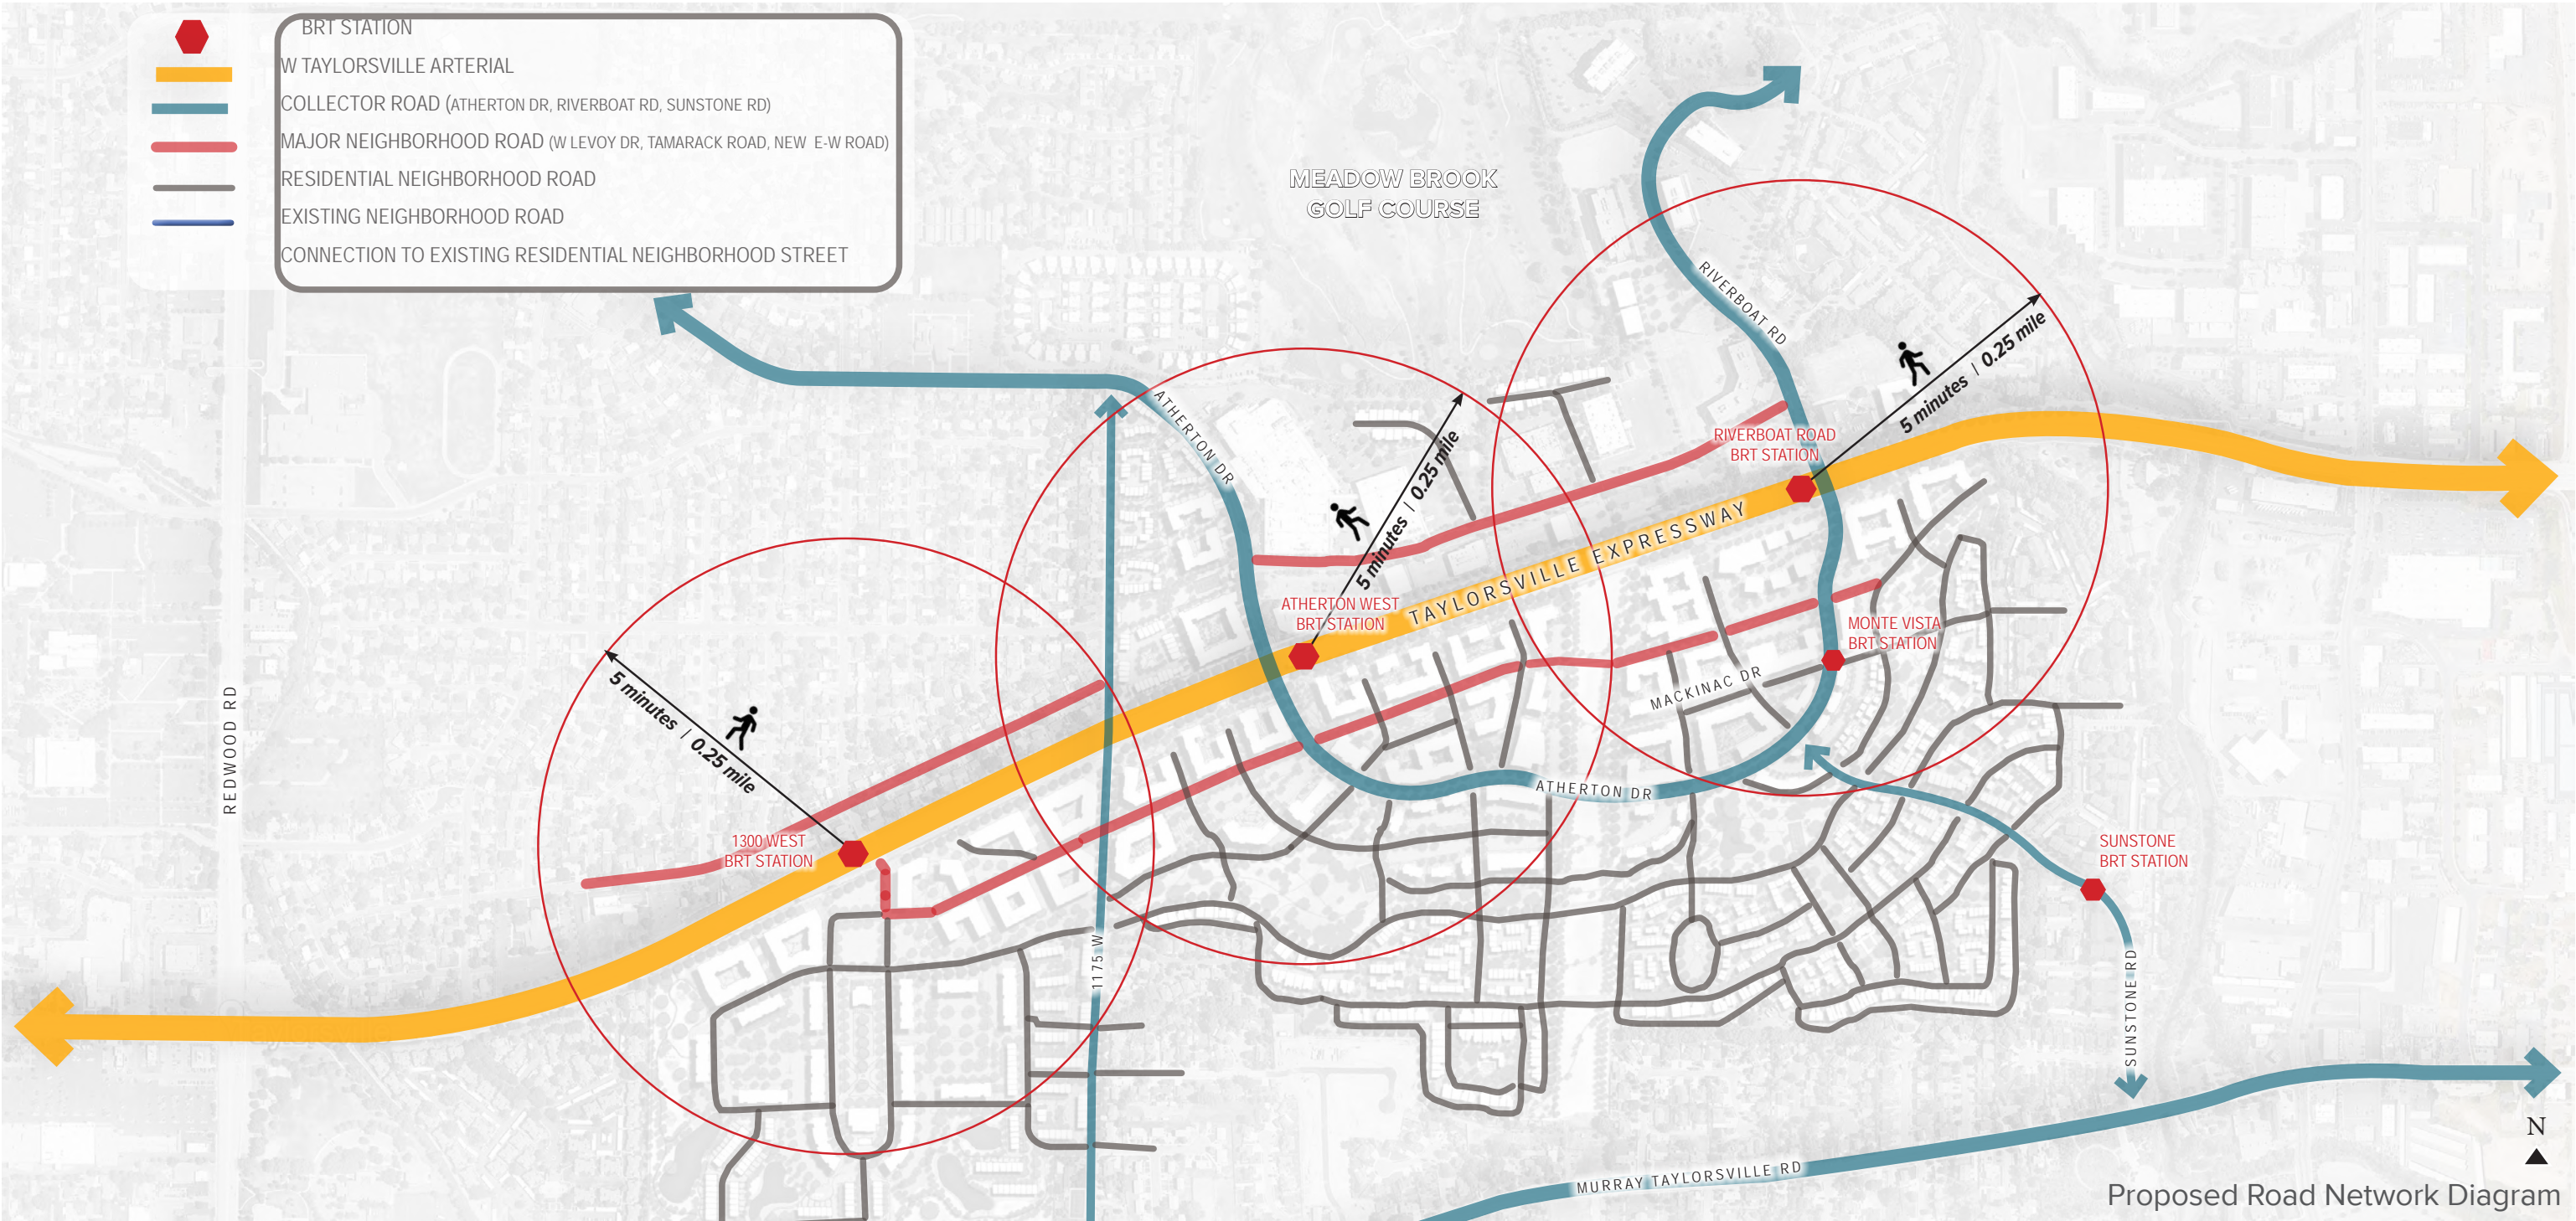 BRT STATION
W TAYLORSVILLE ARTERIAL
COLLECTOR ROAD (ATHERTON DR, RIVERBOAT RD, SUNSTONE RD)
MAJOR NEIGHBORHOOD ROAD (W LEVOY DR, TAMARACK ROAD, NEW E-W ROAD)
RESIDENTIAL NEIGHBORHOOD ROAD
EXISTING NEIGHBORHOOD ROAD
CONNECTION TO EXISTING RESIDENTIAL NEIGHBORHOOD STREET
MEADOW BROOK
GOLF COURSE
RIVERBOAT RD
5 minutes | 0.25 mile
ATHERTON DR
5 minutes | 0.25 mile
RIVERBOAT ROAD
BRT STATION
TAYLORSVILLE EXPRESSWAY
ATHERTON WEST
BRT STATION
MONTE VISTA
BRT STATION
MACKINAC DR
5 minutes | 0.25 mile
REDWOOD RD
ATHERTON DR
1300 WEST
BRT STATION
SUNSTONE
BRT STATION
1175 W
SUNSTONE RD
MURRAY TAYLORSVILLE RD
N
Proposed Road Network Diagram